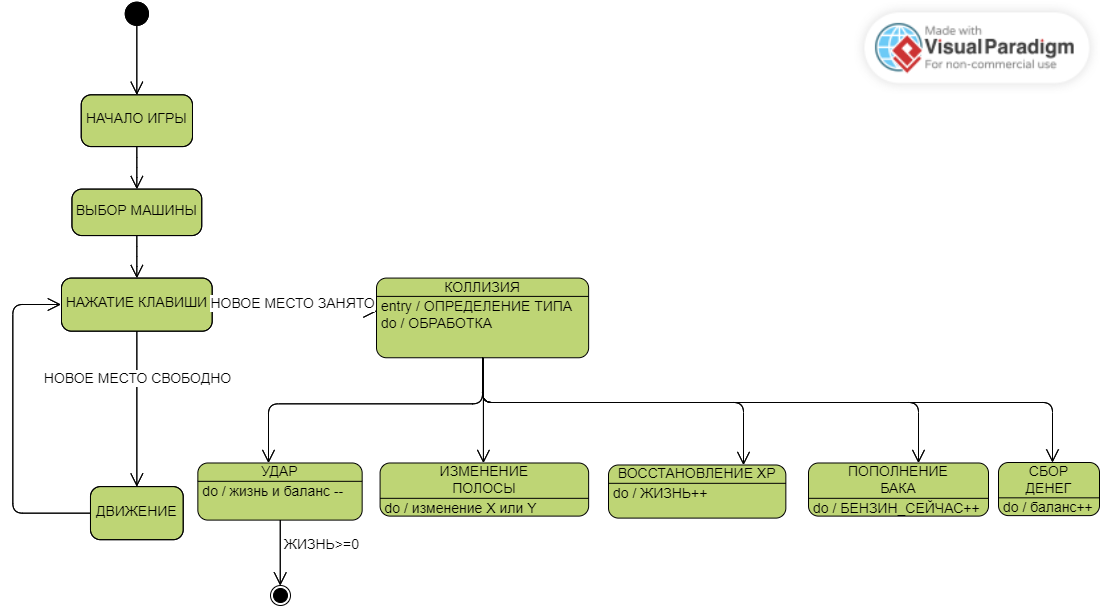 Made with
Visual Paradigm
For non-commercial use
НАЧАЛО ИГРЫ
ВЫБОР МАШИНЫ
НАЖАТИЕ КЛАВИШИ
НОВОЕ МЕСТО ЗАНЯТО
КОЛЛИЗИЯ
entry / ОПРЕДЕЛЕНИЕ ТИПА
do / ОБРАБОТКА
НОВОЕ МЕСТО СВОБОДНО
ДВИЖЕНИЕ
УДАР
do / жизнь и баланс --
ИЗМЕНЕНИЕ
ПОЛОСЫ
do / изменение X или Y
ВОССТАНОВЛЕНИЕ ХР
do / ЖИЗНЬ++
ПОПОЛНЕНИЕ
БАКА
do / БЕНЗИН_СЕЙЧАС++
СБОР
ДЕНЕГ
do / баланс++
ЖИЗНЬ>=0